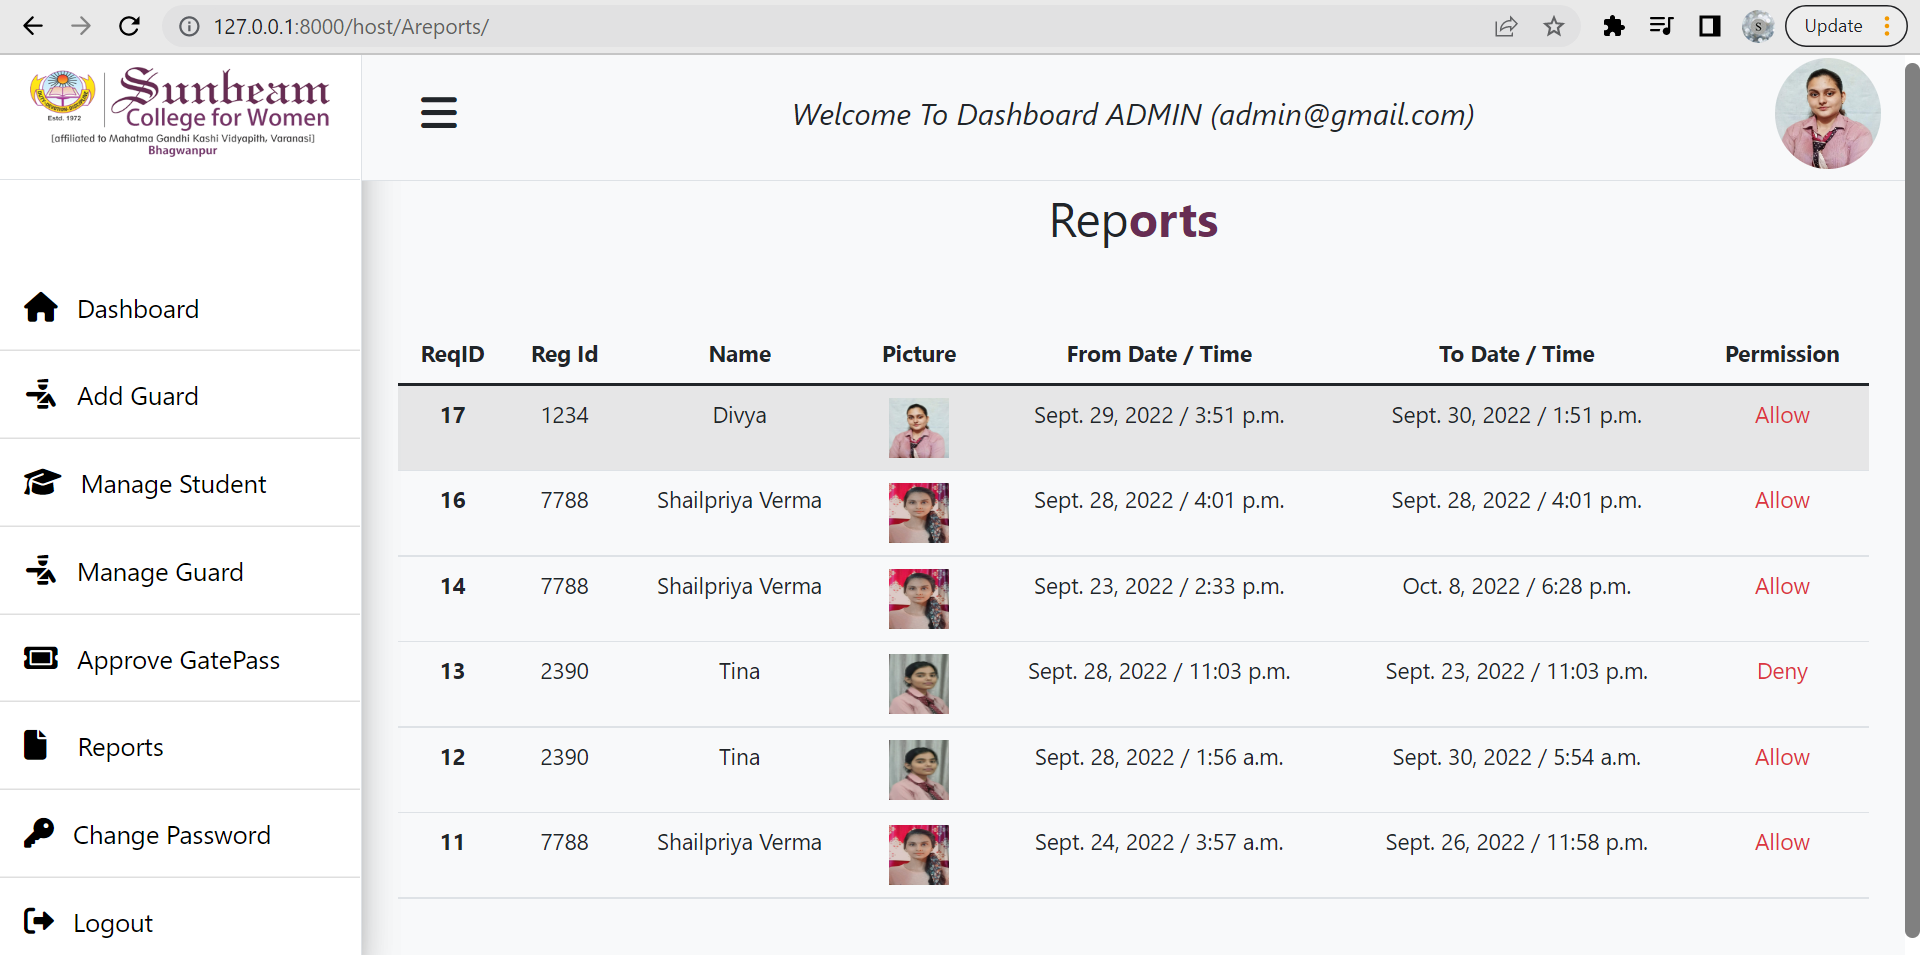 127.0.0.1:8000/host/Areports/
Update
Estd. 1972
Sunbeam
College for Women
[affiliated to Mahatma Gandhi Kashi Vidyapith, Varanasi]
Bhagwanpur
Welcome To Dashboard ADMIN (admin@gmail.com)
Dashboard
Add Guard
Manage Student
Manage Guard
Approve GatePass
Reports
Change Password
Logout
Reports
ReqID Reg Id Name Picture From Date / Time To Date / Time Permission
17 1234 Divya Sept. 29, 2022 / 3:51 p.m. Sept. 30, 2022 / 1:51 p.m. Allow
16 7788 Shailpriya Verma Sept. 28, 2022 / 4:01 p.m. Sept. 28, 2022 / 4:01 p.m. Allow
14 7788 Shailpriya Verma Sept. 23, 2022 / 2:33 p.m. Oct. 8, 2022 / 6:28 p.m. Allow
13 2390 Tina Sept. 28, 2022 / 11:03 p.m. Sept. 23, 2022 / 11:03 p.m. Deny
12 2390 Tina Sept. 28, 2022 / 1:56 a.m. Sept. 30, 2022 / 5:54 a.m. Allow
11 7788 Shailpriya Verma Sept. 24, 2022 / 3:57 a.m. Sept. 26, 2022 / 11:58 p.m. Allow